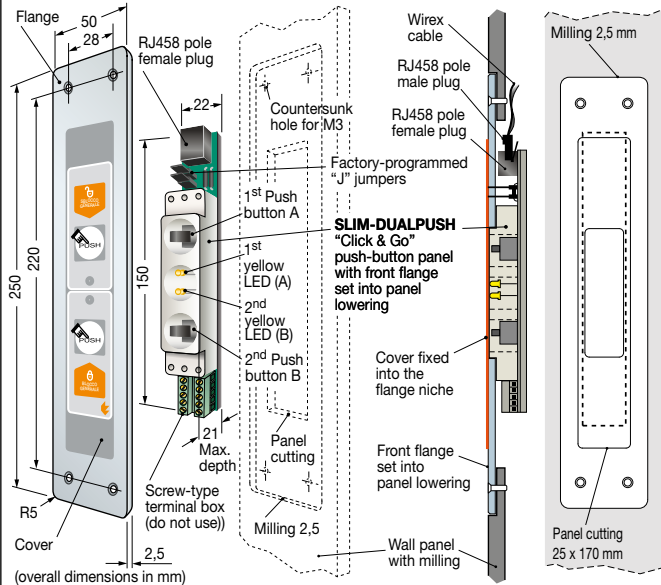 Flange
50
28
RJ458 pole
female plug
22
Countersunk
hole for M3
Factory-programmed
“J” jumpers
1st Push
button A
SLIM-DUALPUSH
“Click & Go”
push-button panel
with front flange
set into panel
lowering
1st
yellow
LED (A)
2nd
yellow
LED (B)
2nd Push
button B
250
220
150
PUSH
PUSH
BLOCCO
GENERALE
21
Max.
depth
Panel
cutting
Screw-type
terminal box
(do not use))
Milling 2,5
R5
Cover
2,5
(overall dimensions in mm)
Wirex
cable
RJ458 pole
male plug
RJ458 pole
female plug
Cover fixed
into the
flange niche
Front flange
set into
panel lowering
Wall panel
with milling
Milling 2,5 mm
Panel cutting
25 x 170 mm